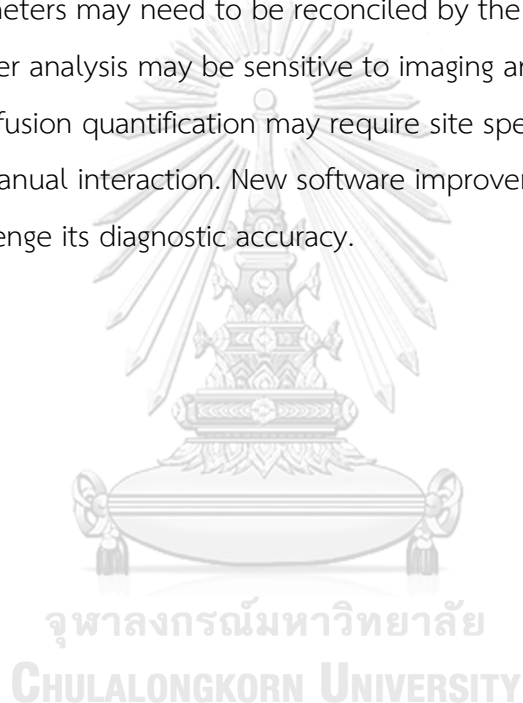 meters may need to be reconciled by the
er analysis may be sensitive to imaging ar
fusion quantification may require site spe
anual interaction. New software improver
enge its diagnostic accuracy.
จุฬาลงกรณ์มหาวิทยาลัย
CHULALONGKORN UNIVERSITY